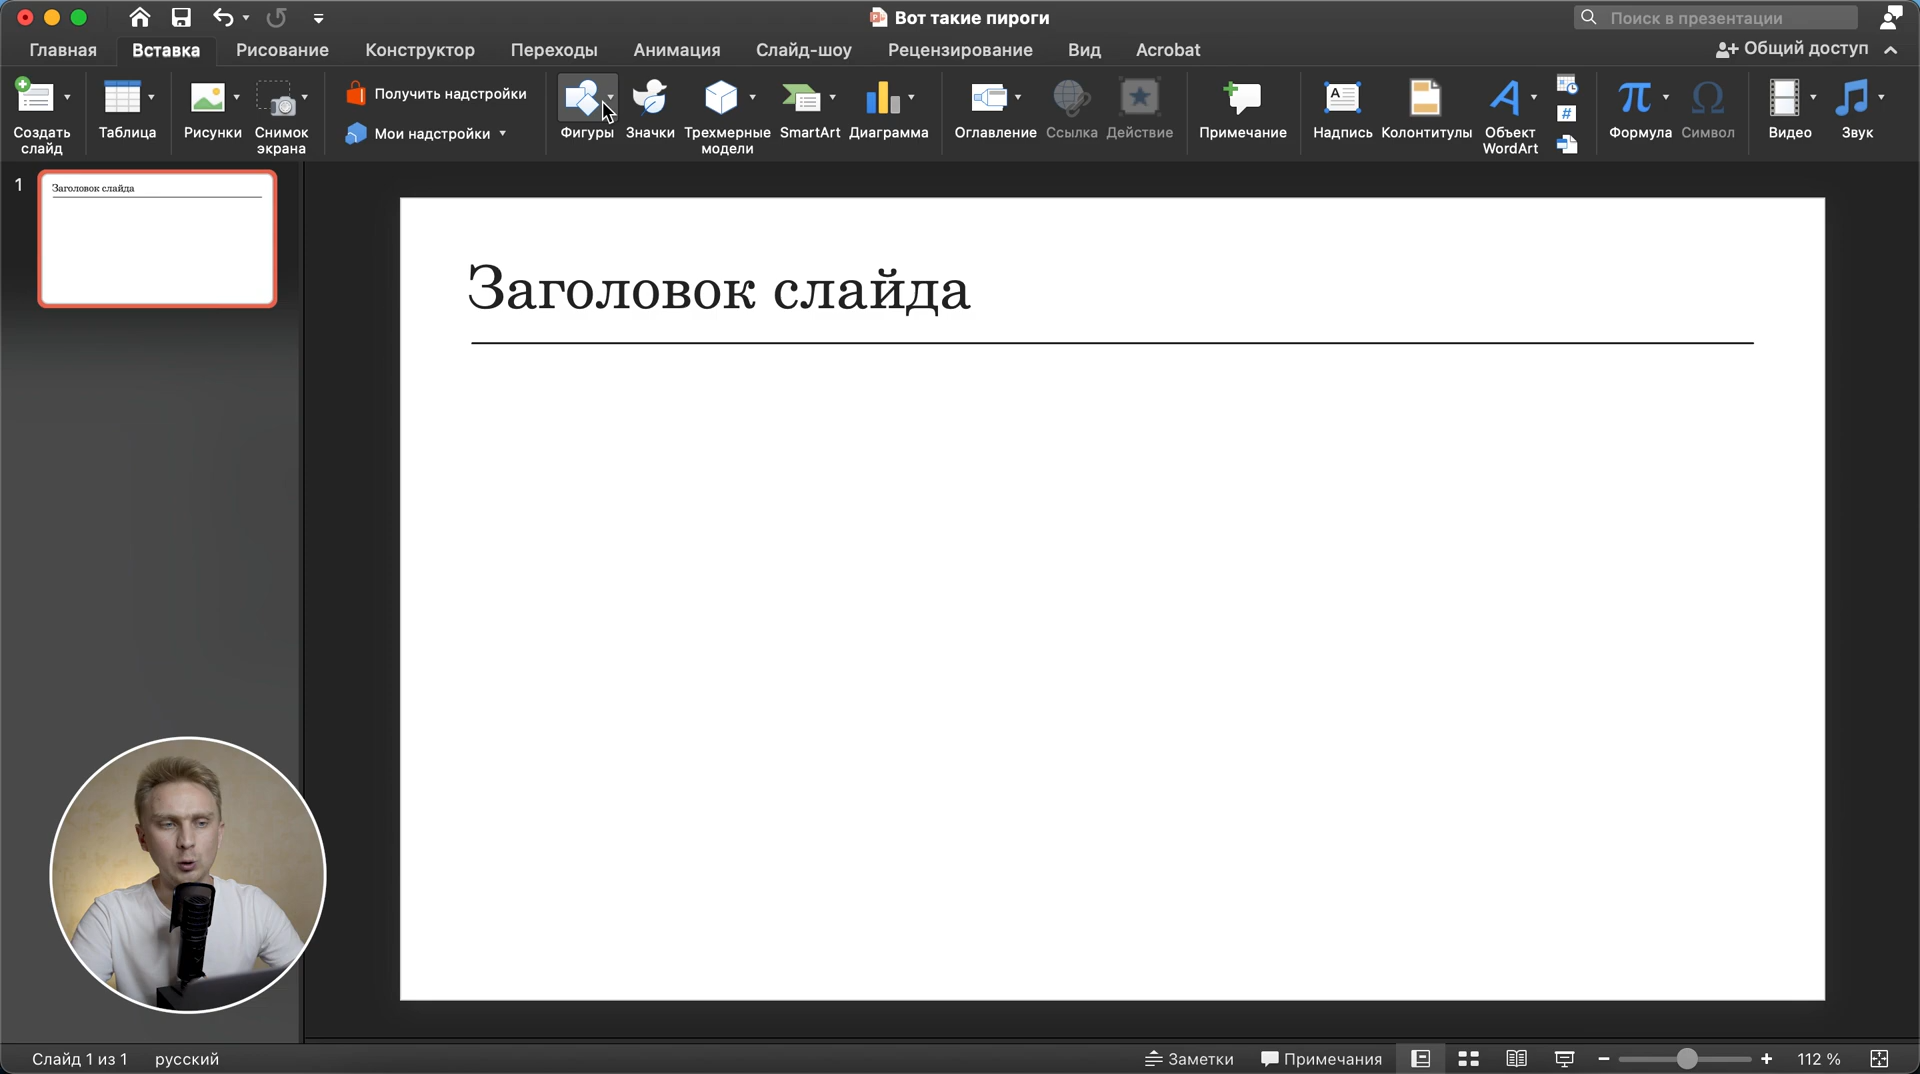 Вот такие пироги
Поиск в презентации
Главная Вставка Рисование Конструктор Переходы Анимация Слайд-шоу Рецензирование Вид Acrobat Общий доступ
Создать слайд
Таблица
Рисунки
Снимок экрана
Получить надстройки
Мои надстройки
Фигуры
Значки
Трехмерные модели
SmartArt
Диаграмма
Оглавление
Ссылка
Действие
Примечание
Надпись
Колонтитулы
Объект WordArt
Формула
Символ
Видео
Звук
1
Заголовок слайда
Заголовок слайда
Слайд 1 из 1 русский Заметки Примечания 112 %